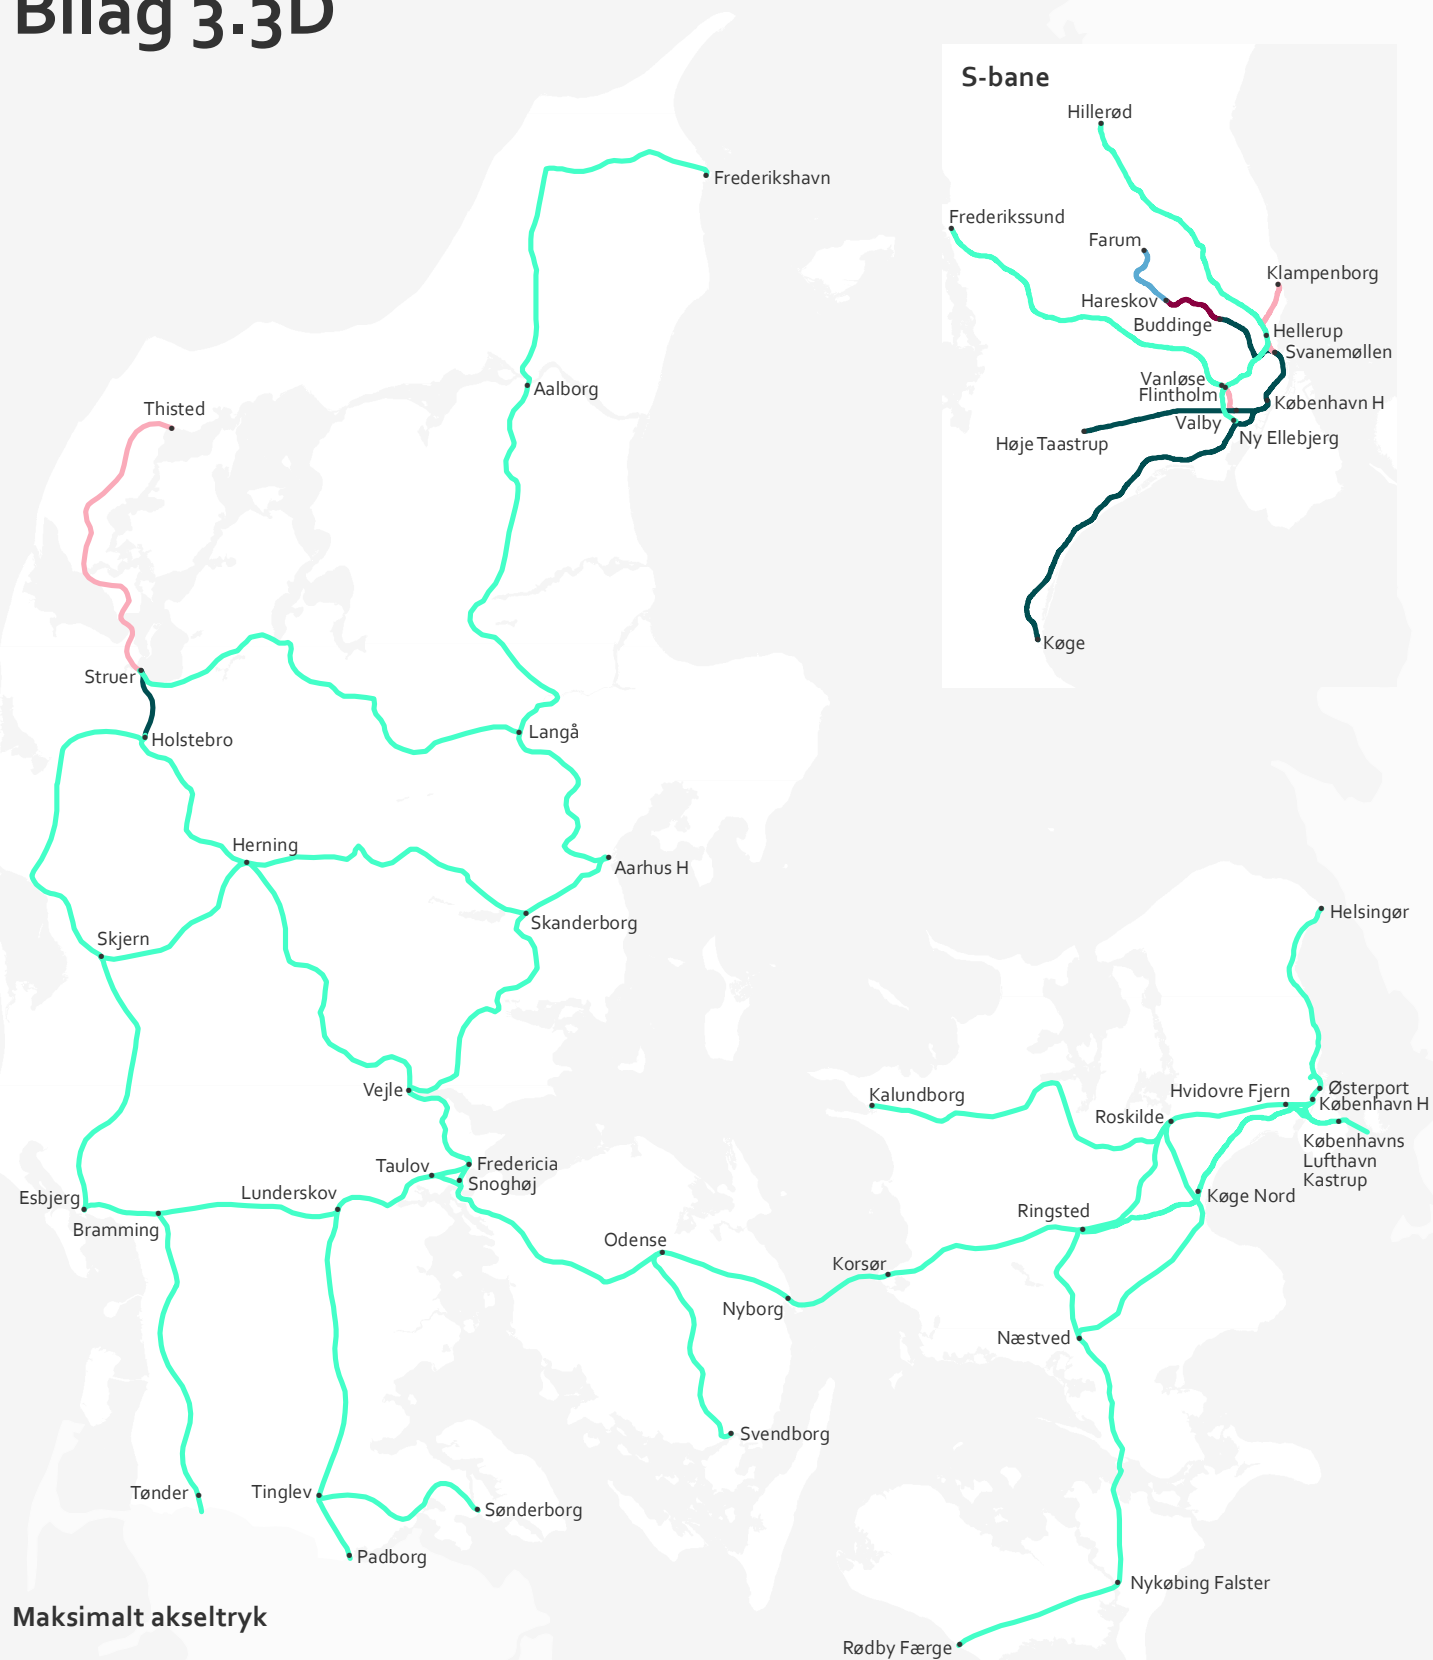 Bilag 3.3D
S-bane
Hillerød
Frederikssund
Farum
Klampenborg
Hareskov
Buddinge
Hellerup
Svanemøllen
Vanløse
Flintholm
København H
Valby
Ny Ellebjerg
Høje Taastrup
Køge
Frederikshavn
Aalborg
Thisted
Struer
Holstebro
Langå
Herning
Aarhus H
Skanderborg
Skjern
Vejle
Taulov
Fredericia
Snoghøj
Esbjerg
Bramming
Lunderskov
Odense
Nyborg
Korsør
Svendborg
Tønder
Tinglev
Sønderborg
Padborg
Helsingør
Kalundborg
Roskilde
Hvidovre Fjern
Østerport
København H
Københavns
Lufthavn
Kastrup
Køge Nord
Ringsted
Næstved
Nykøbing Falster
Rødby Færge
Maksimalt akseltryk